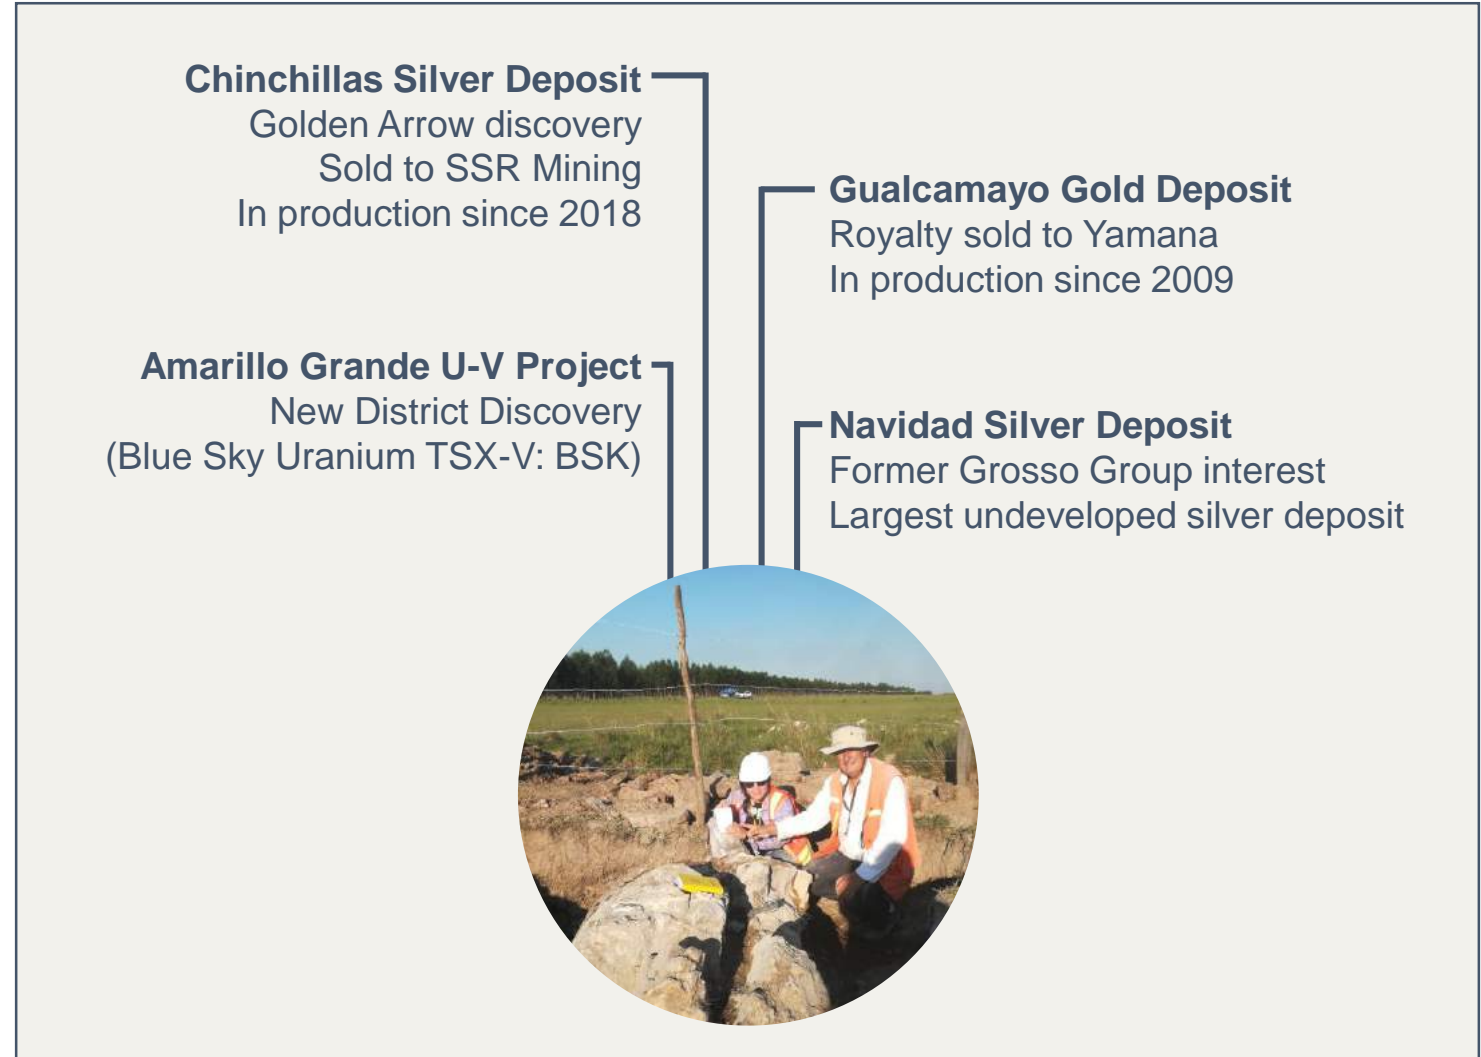 Chinchillas Silver Deposit
Golden Arrow discovery
Sold to SSR Mining
In production since 2018
Gualcamayo Gold Deposit
Royalty sold to Yamana
In production since 2009
Amarillo Grande U-V Project
New District Discovery
(Blue Sky Uranium TSX-V: BSK)
Navidad Silver Deposit
Former Grosso Group interest
Largest undeveloped silver deposit